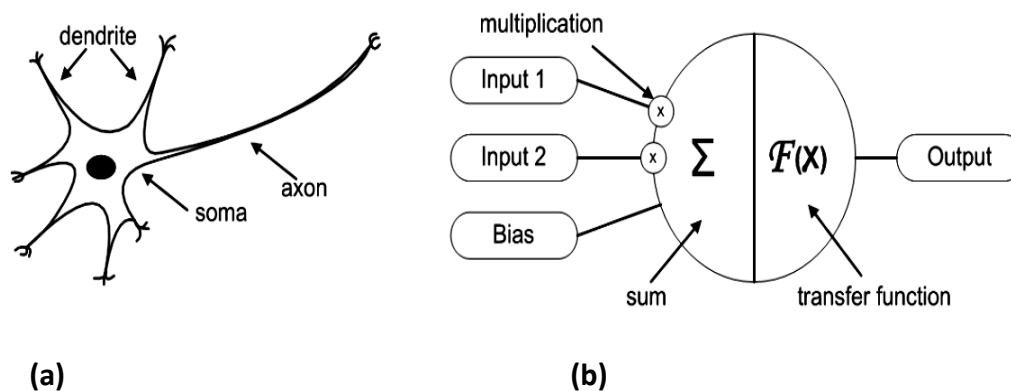 dendrite
axon
soma
(a)
multiplication
Input 1
x
Input 2
x
Bias
Σ
F(X)
Output
sum
transfer function
(b)